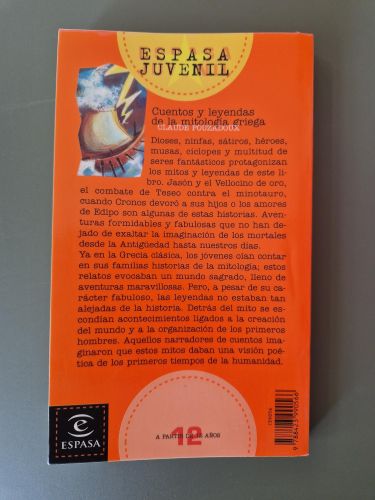 ESPASA
JUVENIL
Cuentos y leyendas
de la mitología griega
CLAUDE POUZADOUX
Dioses, ninfas, sátiros, héroes,
musas, cíclopes y multitud de
seres fantásticos protagonizan
los mitos y leyendas de este li-
bro. Jasón y el Vellocino de oro,
el combate de Teseo contra el minotauro,
cuando Cronos devoró a sus hijos o los amores
de Edipo son algunas de estas historias. Aven-
turas formidables y fabulosas que no han de-
jado de exaltar la imaginación de los mortales
desde la Antigüedad hasta nuestros días.
Ya en la Grecia clásica, los jóvenes oían contar
en sus familias historias de la mitología; estos
relatos evocaban un mundo sagrado, lleno de
aventuras maravillosas. Pero, a pesar de su ca-
rácter fabuloso, las leyendas no estaban tan
alejadas de la historia. Detrás del mito se es-
condían acontecimientos ligados a la creación
del mundo y a la organización de los primeros
hombres. Aquellos narradores de cuentos ima-
ginaron que estos mitos daban una visión poé-
tica de los primeros tiempos de la humanidad.
12
A PARTIR DE 12 AÑOS
e
ESPASA
9788423990566